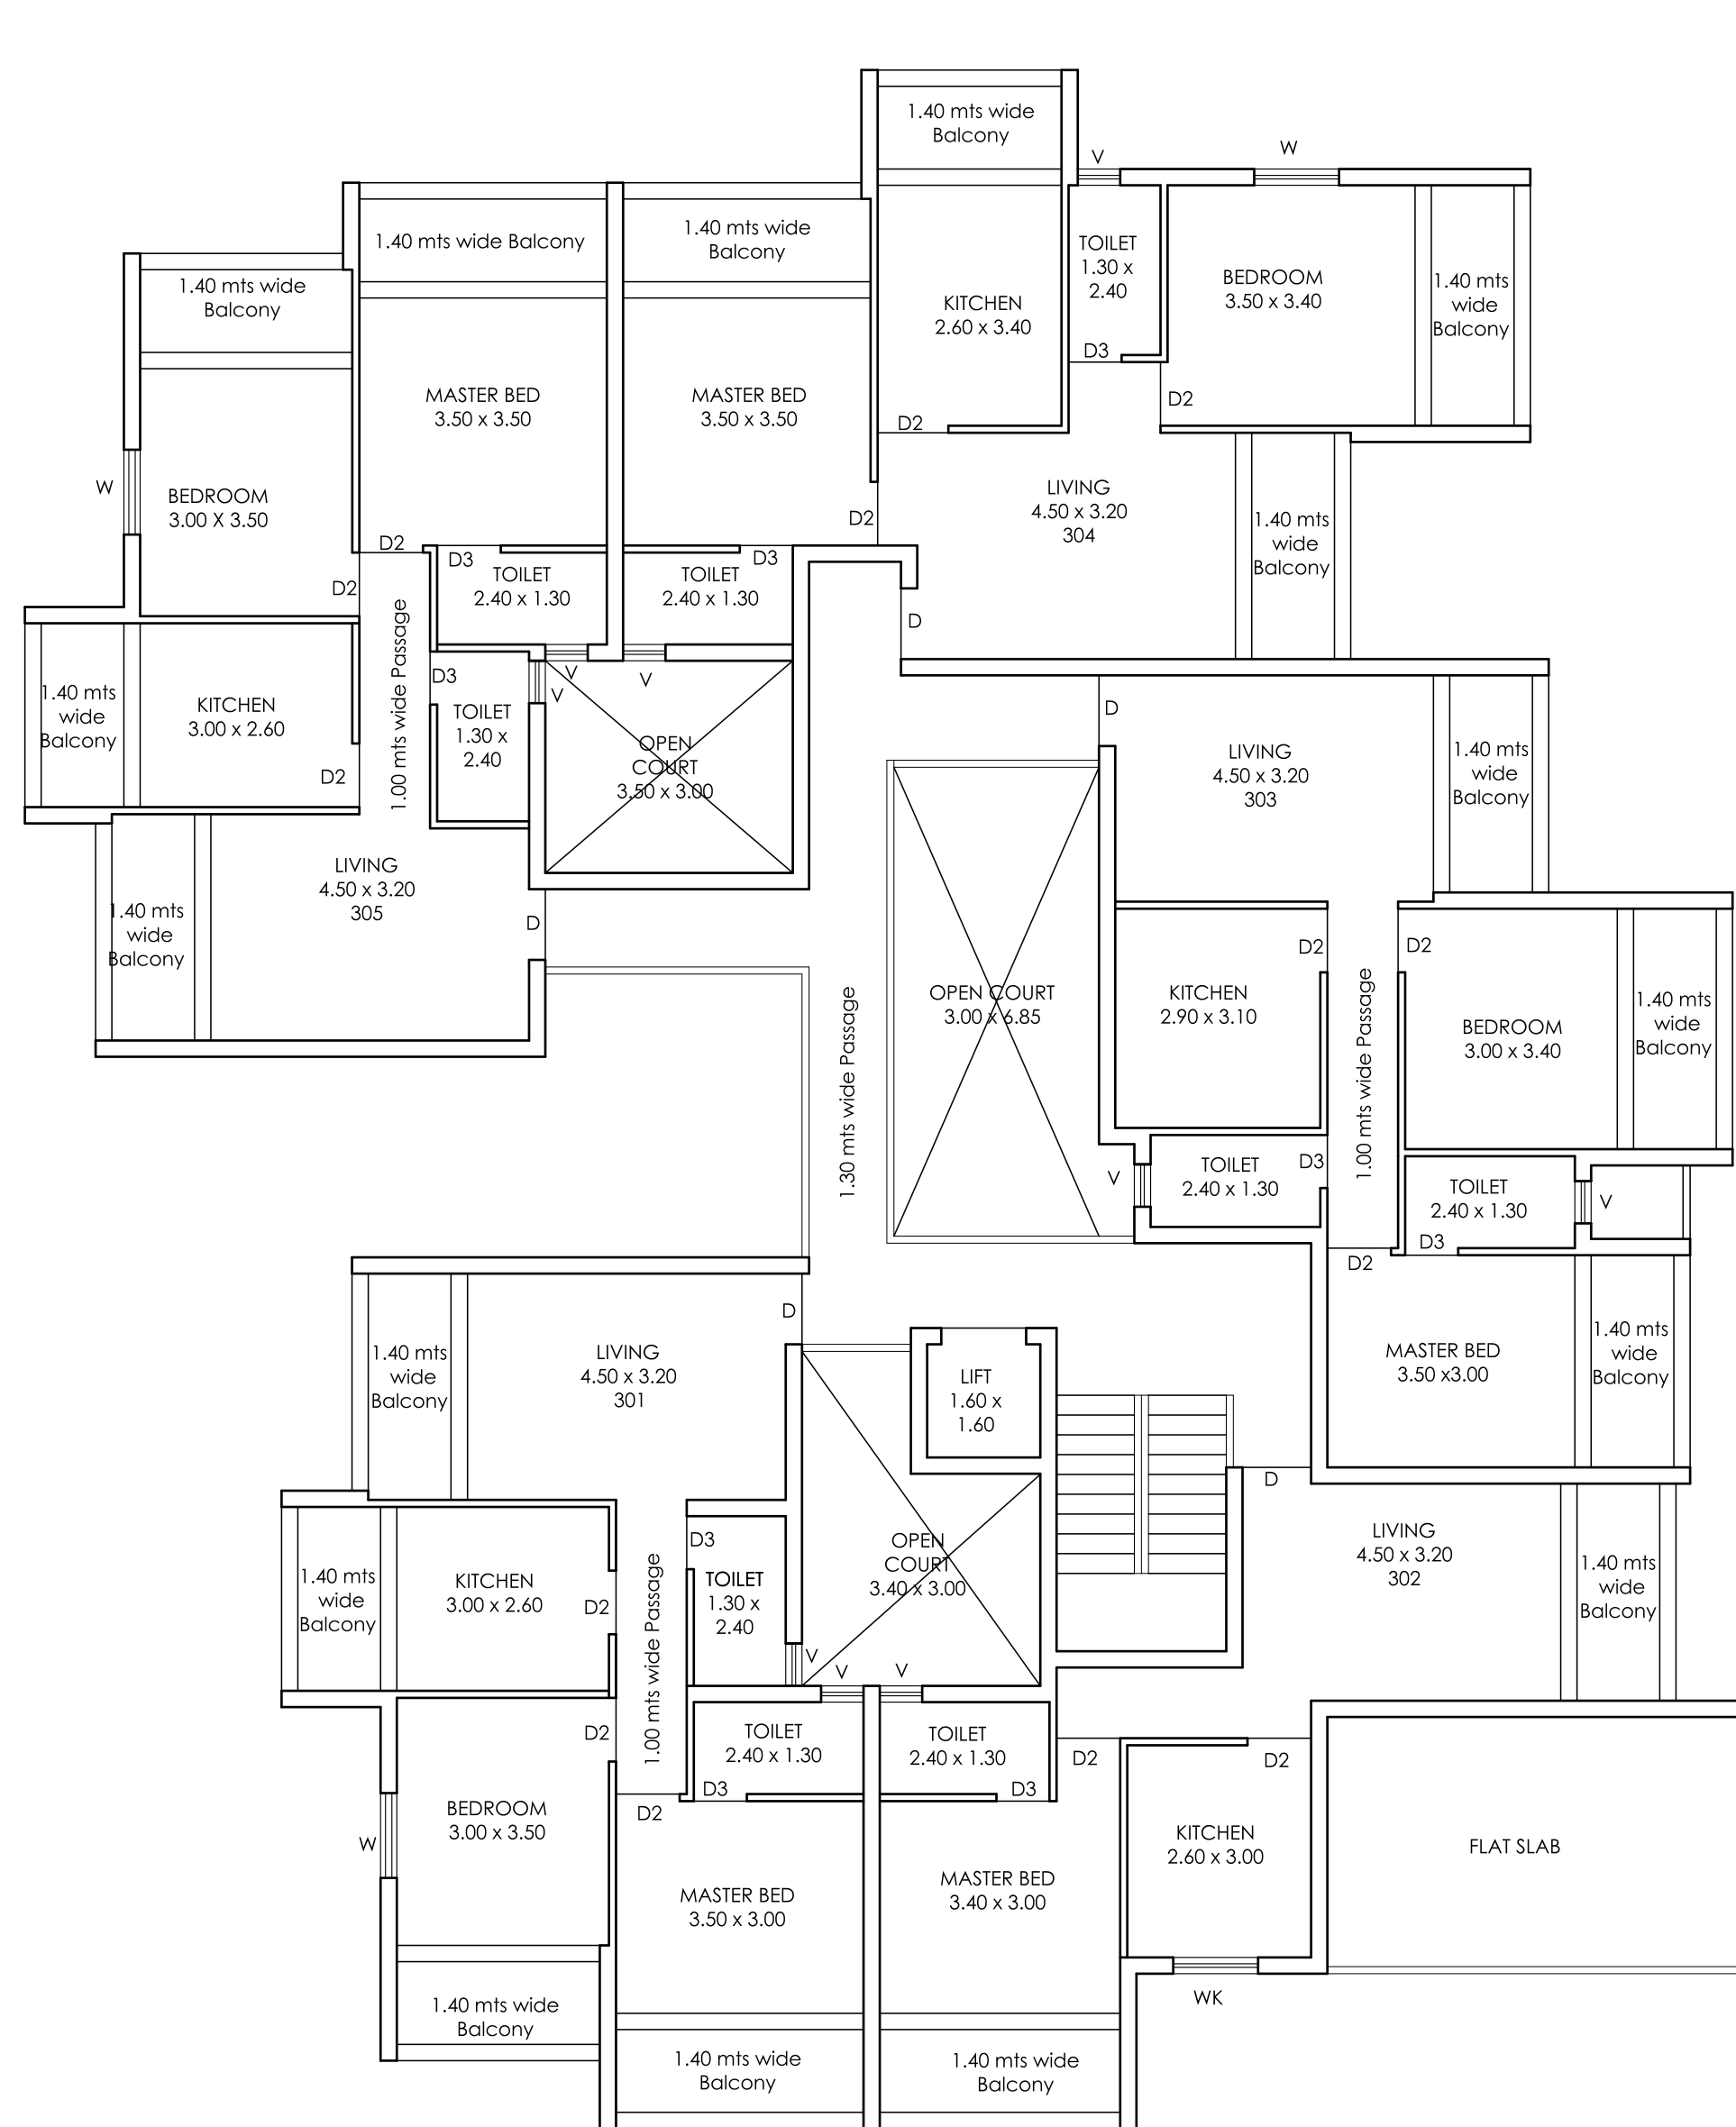 1.40 mts wide
Balcony
V
W
1.40 mts wide Balcony
1.40 mts wide
Balcony
TOILET
1.30 x
2.40
BEDROOM
3.50 x 3.40
1.40 mts
wide
Balcony
1.40 mts wide
Balcony
KITCHEN
2.60 x 3.40
D3
D2
MASTER BED
3.50 x 3.50
MASTER BED
3.50 x 3.50
D2
W
BEDROOM
3.00 X 3.50
LIVING
4.50 x 3.20
304
1.40 mts
wide
Balcony
D2
D2
D3
D3
TOILET
2.40 x 1.30
TOILET
2.40 x 1.30
D2
D
1.00 mts wide Passage
D3
V
V
V
1.40 mts
wide
Balcony
KITCHEN
3.00 x 2.60
D2
TOILET
1.30 x
2.40
OPEN
COURT
3.50 x 3.00
D
LIVING
4.50 x 3.20
303
1.40 mts
wide
Balcony
LIVING
4.50 x 3.20
305
1.40 mts
wide
Balcony
D
1.30 mts wide Passage
OPEN COURT
3.00 x 6.85
KITCHEN
2.90 x 3.10
D2
D2
1.00 mts wide Passage
BEDROOM
3.00 x 3.40
1.40 mts
wide
Balcony
V
TOILET
2.40 x 1.30
D3
TOILET
2.40 x 1.30
V
D3
D2
D
LIVING
4.50 x 3.20
301
1.40 mts
wide
Balcony
LIFT
1.60 x
1.60
MASTER BED
3.50 x3.00
1.40 mts
wide
Balcony
D
D3
OPEN
COURT
3.40 x 3.00
LIVING
4.50 x 3.20
302
1.40 mts
wide
Balcony
1.40 mts
wide
Balcony
KITCHEN
3.00 x 2.60
D2
1.00 mts wide Passage
TOILET
1.30 x
2.40
V
V
V
D2
TOILET
2.40 x 1.30
TOILET
2.40 x 1.30
D2
D2
D3
D3
D2
W
BEDROOM
3.00 x 3.50
KITCHEN
2.60 x 3.00
FLAT SLAB
MASTER BED
3.50 x 3.00
MASTER BED
3.40 x 3.00
WK
1.40 mts wide
Balcony
1.40 mts wide
Balcony
1.40 mts wide
Balcony